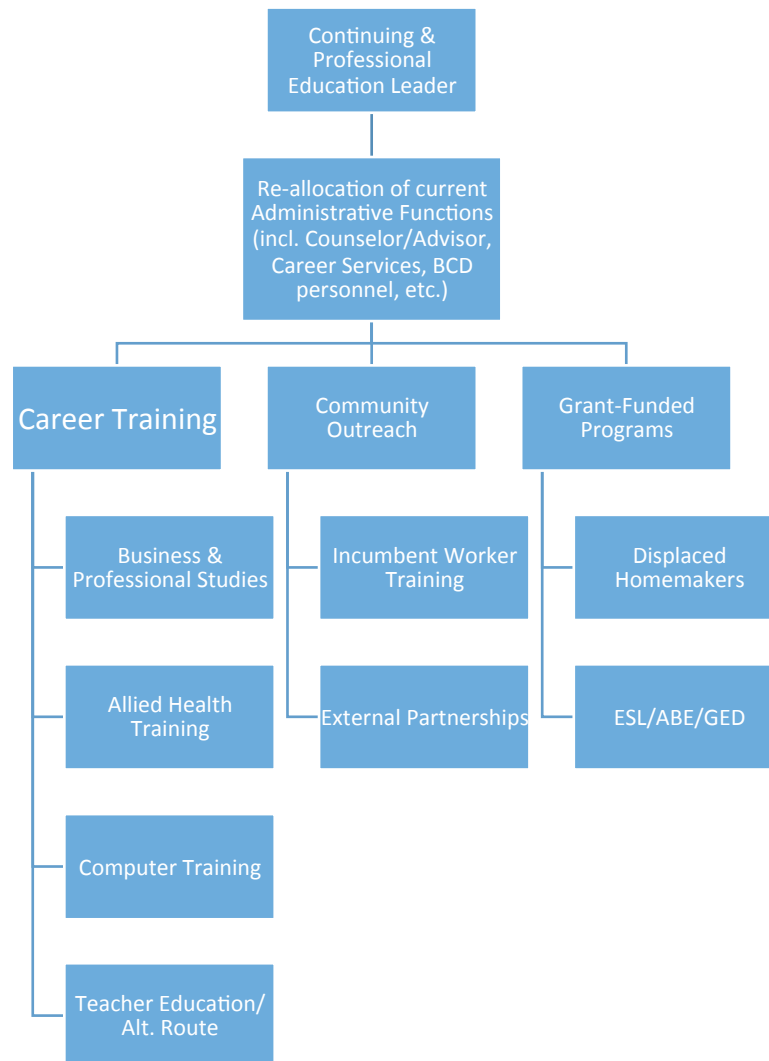 Continuing &
Professional
Education Leader
Re-allocation of current
Administrative Functions
(incl. Counselor/Advisor,
Career Services, BCD
personnel, etc.)
Career Training
Community
Outreach
Grant-Funded
Programs
Business &
Professional Studies
Incumbent Worker
Training
Displaced
Homemakers
Allied Health
Training
External Partnerships
ESL/ABE/GED
Computer Training
Teacher Education/
Alt. Route